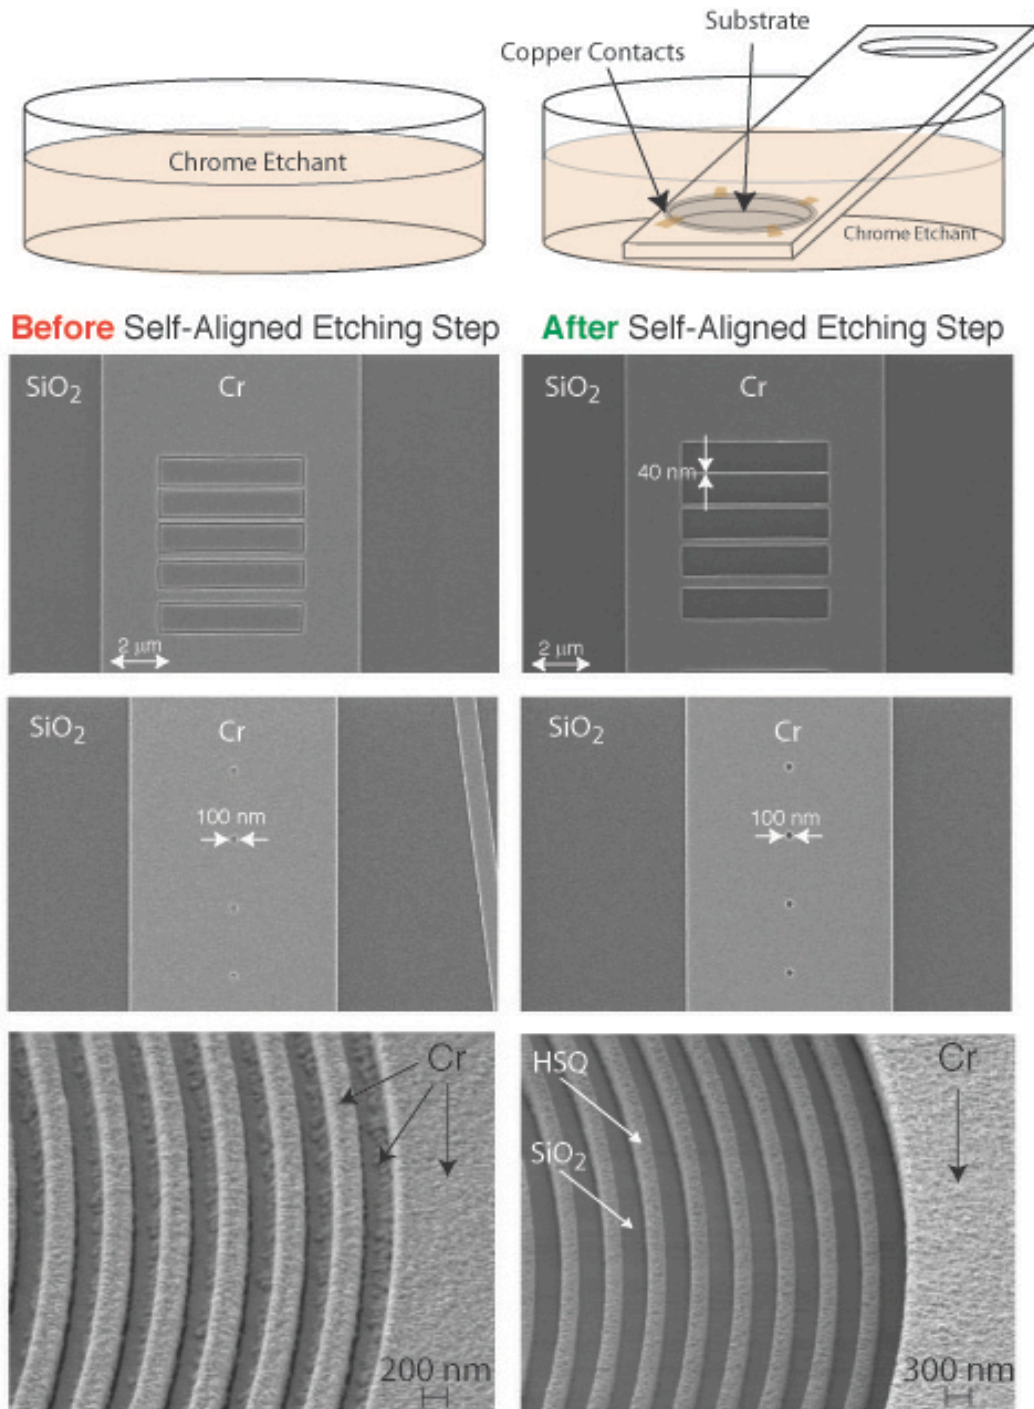 Substrate
Copper Contacts
Chrome Etchant
Chrome Etchant
Before Self-Aligned Etching Step
After Self-Aligned Etching Step
SiO2
Cr
2 μm
SiO2
Cr
40 nm
2 μm
SiO2
Cr
100 nm
SiO2
Cr
100 nm
Cr
200 nm
HSQ
SiO2
Cr
300 nm